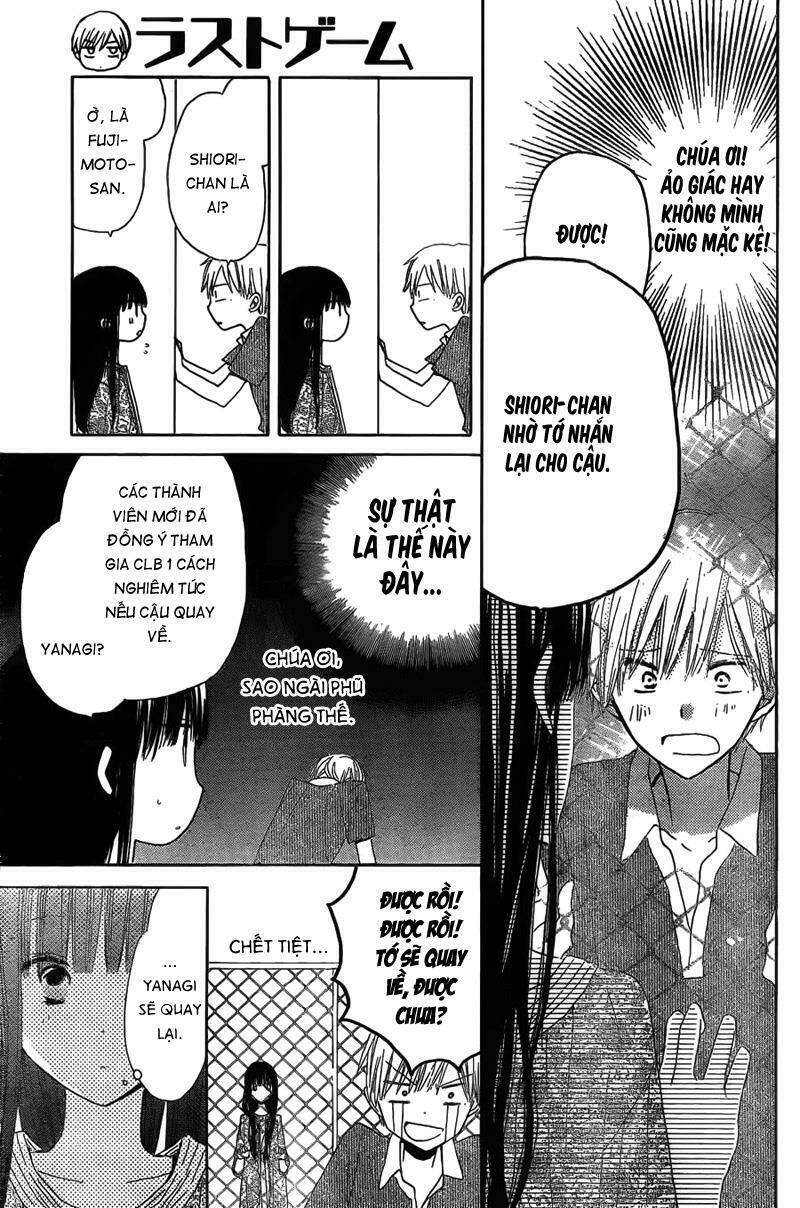 ラストゲーム
CHÚA ƠI!
ẢO GIÁC HAY
KHÔNG MÌNH
CŨNG MẶC KỆ!
ĐƯỢC!
SHIORI-CHAN
NHỜ TỚ NHẮN
LẠI CHO CẬU.
SHIORI-
CHAN LÀ
AI?
Ở, LÀ
FUJI-
MOTO-
SAN.
SỰ THẬT
LÀ THẾ NÀY
ĐÂY...
CÁC THÀNH
VIÊN MỚI ĐÃ
ĐỒNG Ý THAM
GIA CLB 1 CÁCH
NGHIÊM TỨC
NẾU CẬU QUAY
VỀ.
YANAGI?
CHÚA ƠI,
SAO NGÀI PHŨ
PHÀNG THẾ.
ĐƯỢC RỒI!
ĐƯỢC RỒI!
TỚ SẼ QUAY
VỀ, ĐƯỢC
CHƯA?
CHẾT TIỆT...
...
YANAGI
SẼ QUAY
LẠI.